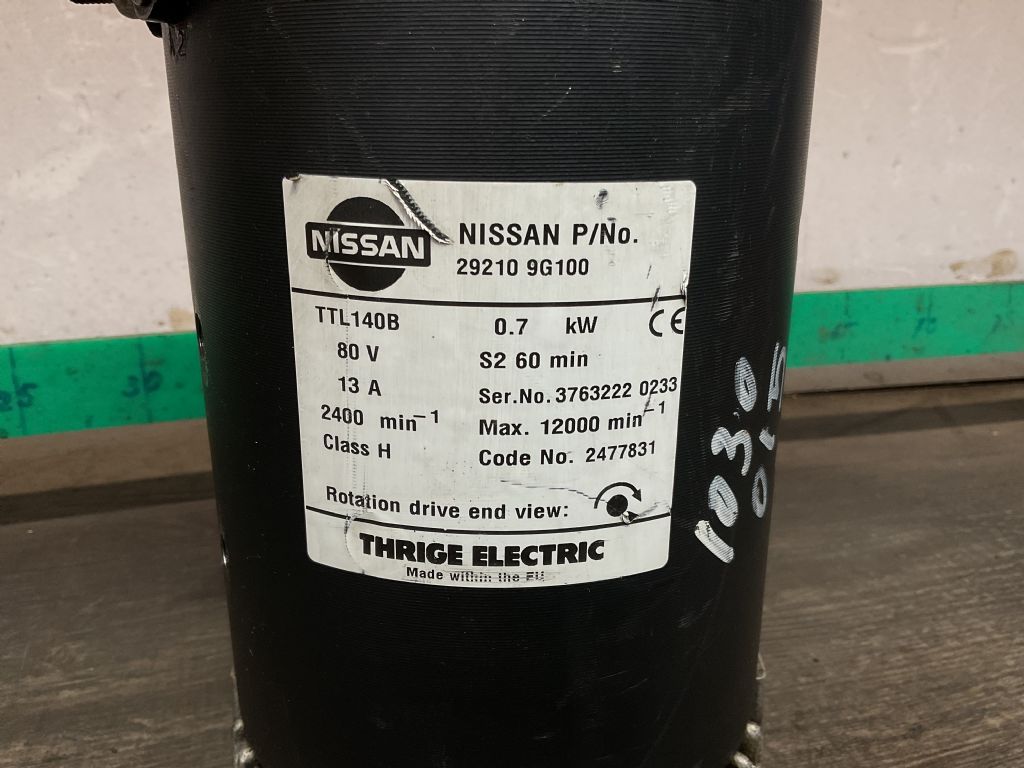 NISSAN
NISSAN P/No.
29210 9G100
TTL140B 0.7 kW CE
80 V S2 60 min
13 A Ser.No. 3763222 0233
2400 min⁻¹ Max. 12000 min⁻¹
Class H Code No. 2477831
Rotation drive end view:
THRIGE ELECTRIC
Made within the EU
1030
30